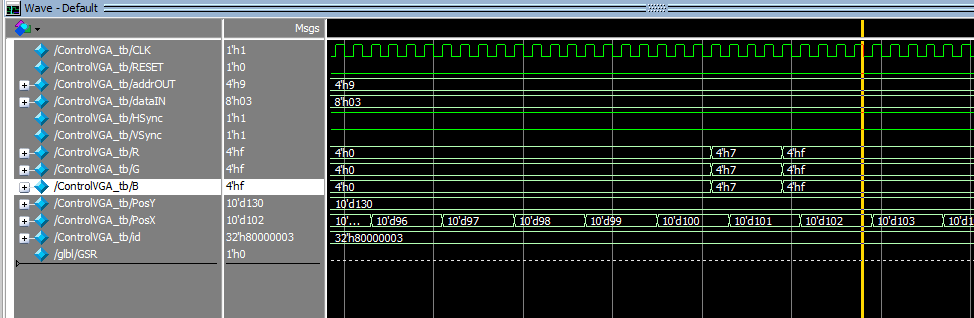 Wave - Default
Msgs
/ControlVGA_tb/CLK 1'h1
/ControlVGA_tb/RESET 1'h0
/ControlVGA_tb/addrOUT 4'h9 4'h9
/ControlVGA_tb/dataIN 8'h03 8'h03
/ControlVGA_tb/HSync 1'h1
/ControlVGA_tb/VSync 1'h1
/ControlVGA_tb/R 4'hf 4'h0 4'h7 4'hf
/ControlVGA_tb/G 4'hf 4'h0 4'h7 4'hf
/ControlVGA_tb/B 4'hf 4'h0 4'h7 4'hf
/ControlVGA_tb/PosY 10'd130 10'd130
/ControlVGA_tb/PosX 10'd102 10'... 10'd96 10'd97 10'd98 10'd99 10'd100 10'd101 10'd102 10'd103 10'd1
/ControlVGA_tb/id 32'h80000003 32'h80000003
/glbl/GSR 1'h0